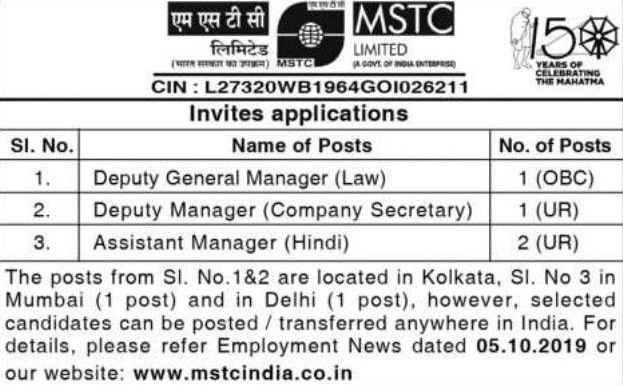 एम एस टी सी
लिमिटेड
(भारत सरकार का उपक्रम)
एम एस टी सी
MSTC
MSTC
LIMITED
(A GOVT. OF INDIA ENTERPRISE)
150
YEARS OF
CELEBRATING
THE MAHATMA
CIN : L27320WB1964GOI026211
Invites applications
Sl. No. Name of Posts No. of Posts
1. Deputy General Manager (Law) 1 (OBC)
2. Deputy Manager (Company Secretary) 1 (UR)
3. Assistant Manager (Hindi) 2 (UR)
The posts from Sl. No.1&2 are located in Kolkata, Sl. No 3 in
Mumbai (1 post) and in Delhi (1 post), however, selected
candidates can be posted / transferred anywhere in India. For
details, please refer Employment News dated 05.10.2019 or
our website: www.mstcindia.co.in